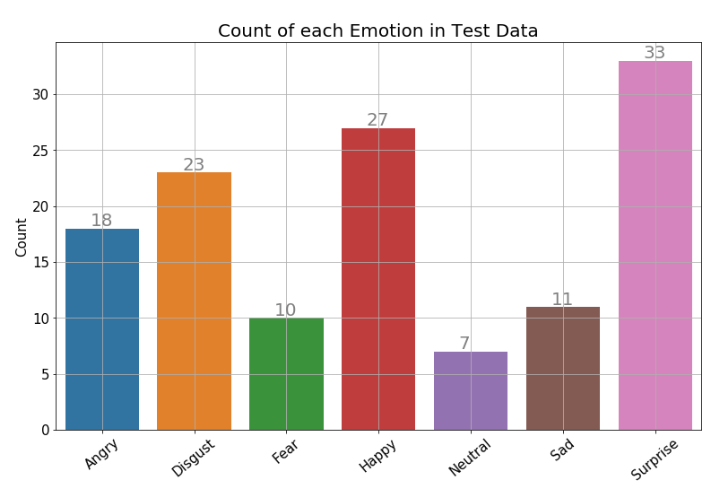 Count of each Emotion in Test Data
Count
30
25
20
15
10
5
0
18
23
10
27
7
11
33
Angry
Disgust
Fear
Happy
Neutral
Sad
Surprise